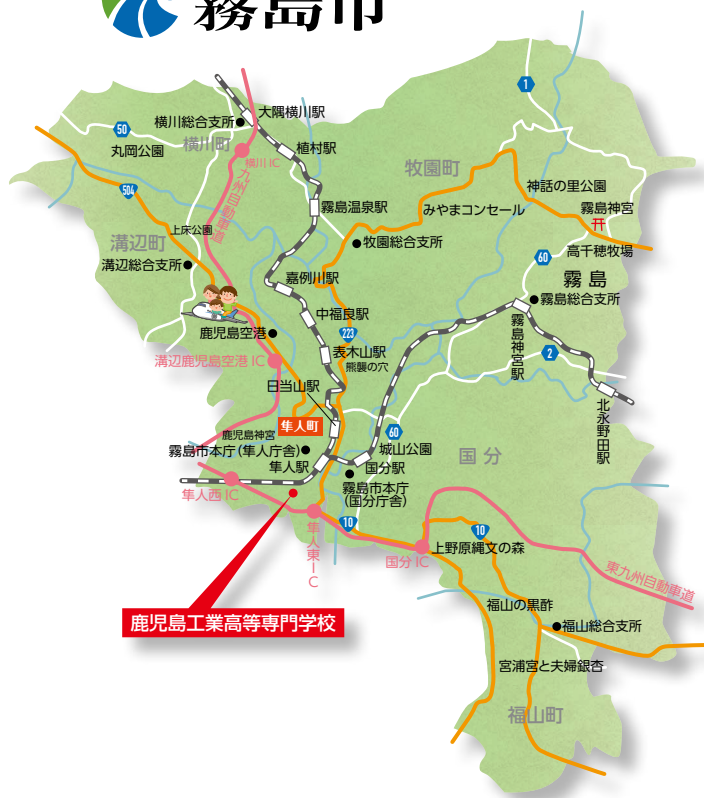 霧島市
1
大隅横川駅
横川総合支所
50
横川町
植村駅
丸岡公園
横川IC
牧園町
504
九州自動車道
神話の里公園
霧島温泉駅
みやまコンセール
霧島神宮
上床公園
溝辺町
牧園総合支所
高千穂牧場
60
溝辺総合支所
嘉例川駅
霧島
霧島総合支所
中福良駅
霧島神宮駅
鹿児島空港
223
表木山駅
2
溝辺鹿児島空港IC
熊襲の穴
日当山駅
北永野田駅
隼人町
鹿児島神宮
60
霧島市本庁(隼人庁舎)
城山公園
国分
隼人駅
国分駅
霧島市本庁
(国分庁舎)
隼人西IC
10
10
隼人東IC
上野原縄文の森
国分IC
東九州自動車道
福山の黒酢
鹿児島工業高等専門学校
福山総合支所
宮浦宮と夫婦銀杏
福山町